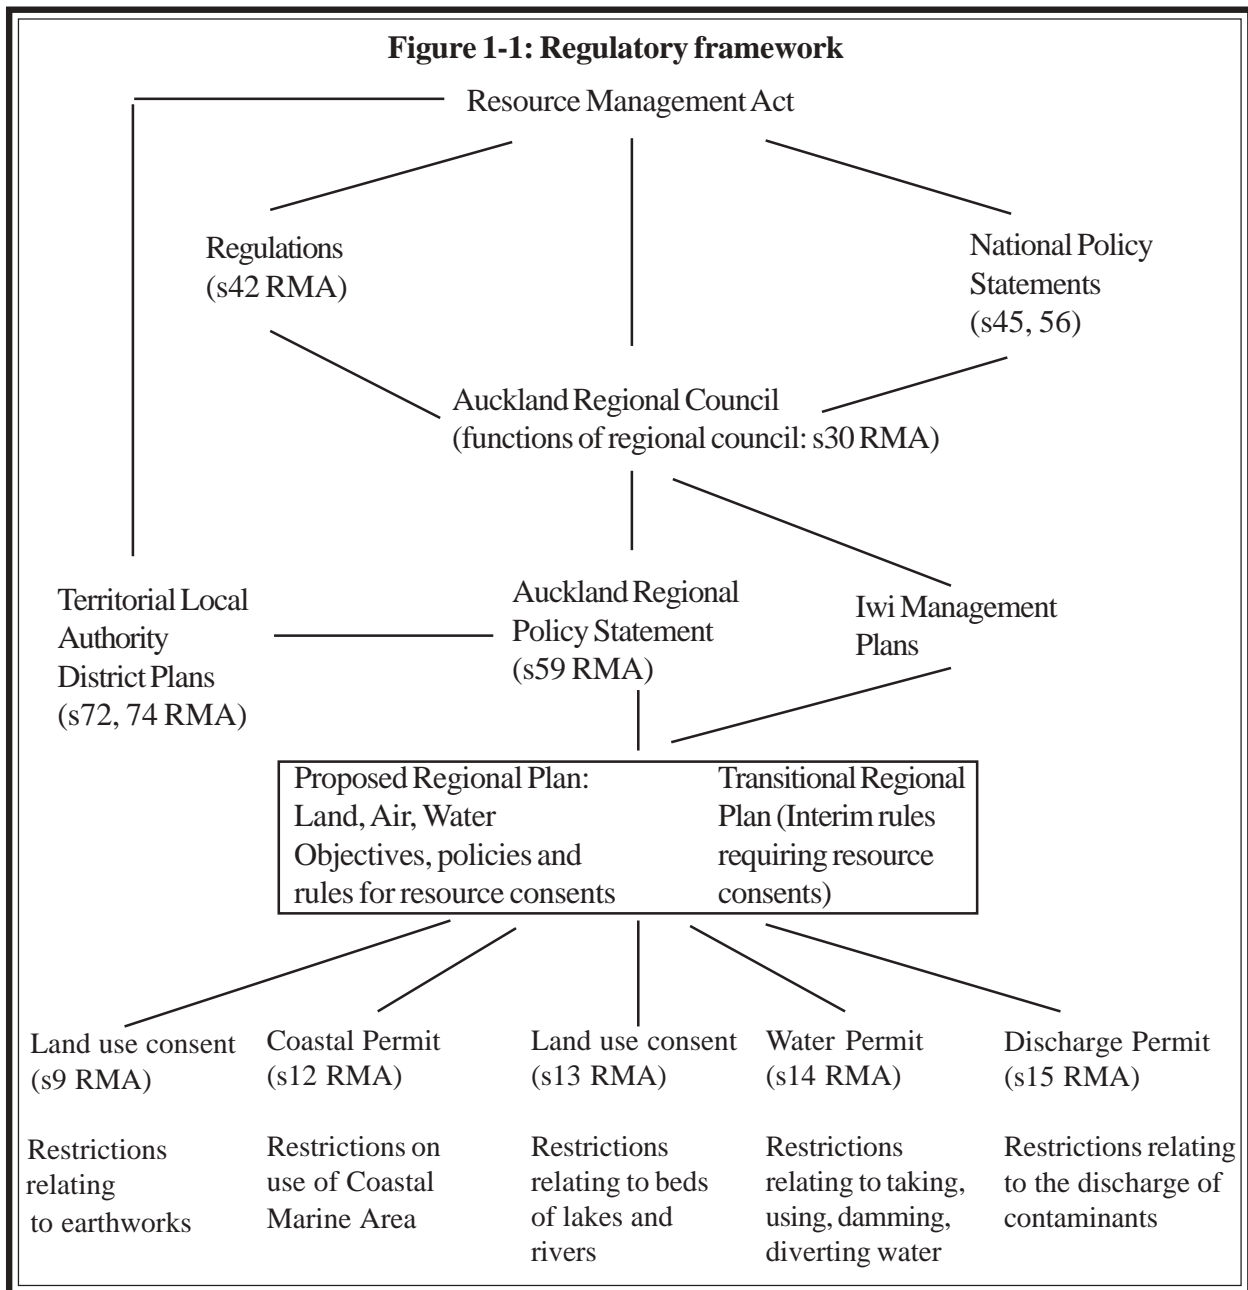 Figure 1-1: Regulatory framework
Resource Management Act
Regulations
(s42 RMA)
National Policy
Statements
(s45, 56)
Auckland Regional Council
(functions of regional council: s30 RMA)
Territorial Local
Authority
District Plans
(s72, 74 RMA)
Auckland Regional
Policy Statement
(s59 RMA)
Iwi Management
Plans
Proposed Regional Plan:
Land, Air, Water
Objectives, policies and
rules for resource consents
Transitional Regional
Plan (Interim rules
requiring resource
consents)
Land use consent
(s9 RMA)
Restrictions
relating
to earthworks
Coastal Permit
(s12 RMA)
Restrictions on
use of Coastal
Marine Area
Land use consent
(s13 RMA)
Restrictions
relating to beds
of lakes and
rivers
Water Permit
(s14 RMA)
Restrictions
relating to taking,
using, damming,
diverting water
Discharge Permit
(s15 RMA)
Restrictions relating
to the discharge of
contaminants